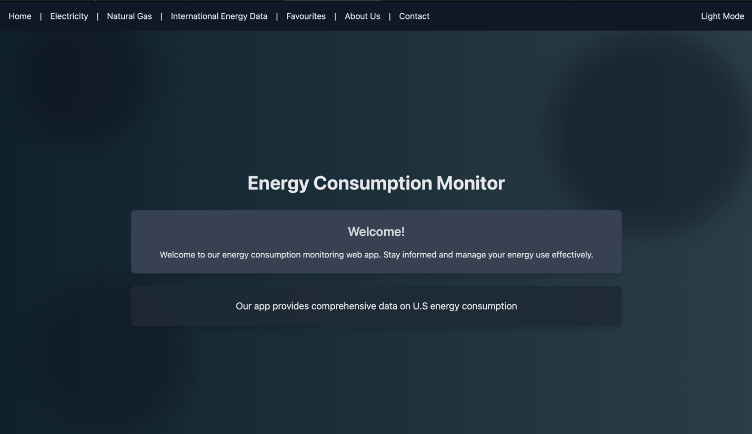 Home | Electricity | Natural Gas | International Energy Data | Favourites | About Us | Contact Light Mode
Energy Consumption Monitor
Welcome!
Welcome to our energy consumption monitoring web app. Stay informed and manage your energy use effectively.
Our app provides comprehensive data on U.S energy consumption